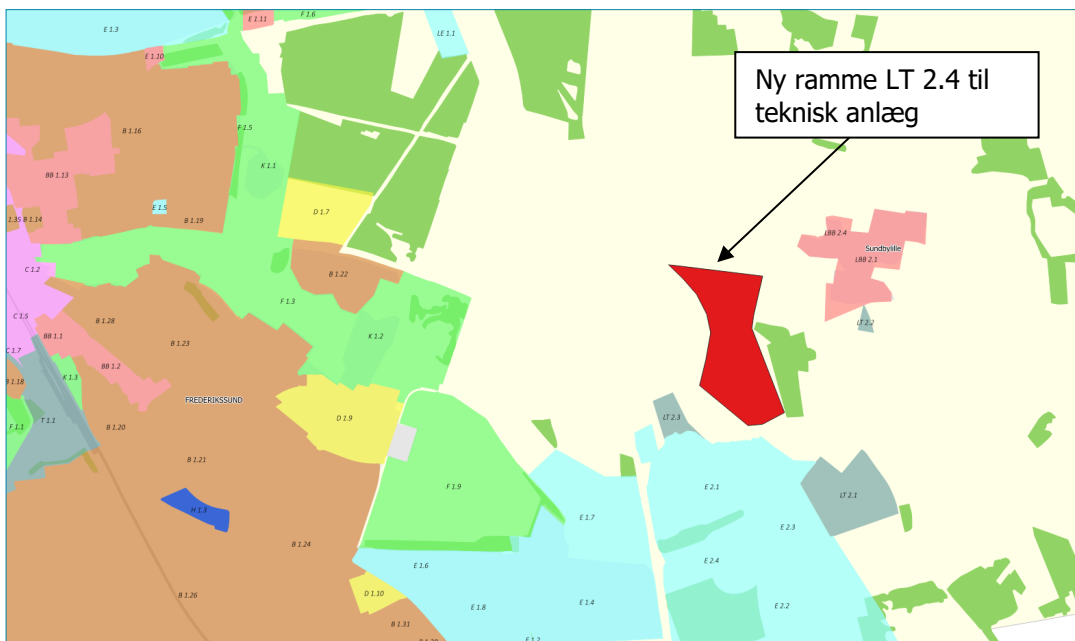 E 1.3
E 1.11
F 1.6
LE 1.1
E 1.10
Ny ramme LT 2.4 til
teknisk anlæg
B 1.16
F 1.5
K 1.1
BB 1.13
E 1.5
D 1.7
1.35
B 1.14
B 1.19
LBB 2.4
Sundbylille
LBB 2.1
C 1.2
B 1.22
F 1.3
C 1.5
B 1.28
LT 2.2
BB 1.1
K 1.2
B 1.23
C 1.7
BB 1.2
K 1.3
B 1.18
FREDERIKSSUND
D 1.9
LT 2.3
T 1.1
F 1.1
B 1.20
B 1.21
F 1.9
E 2.1
LT 2.1
H 1.3
E 1.7
E 2.3
B 1.24
E 1.6
E 2.4
D 1.10
B 1.26
E 1.8
E 1.4
E 2.2
B 1.31
E 1.2